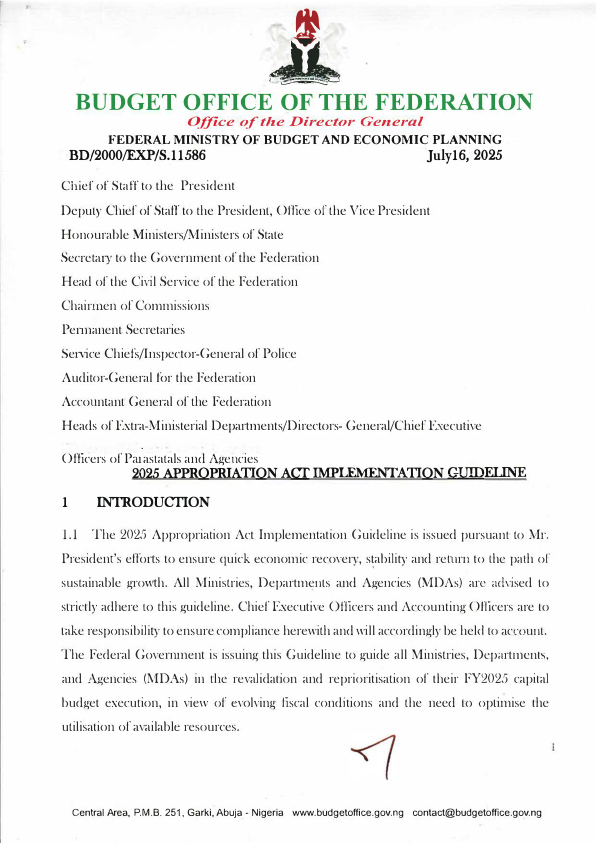 BUDGET OFFICE OF THE FEDERATION
Office of the Director General
FEDERAL MINISTRY OF BUDGET AND ECONOMIC PLANNING
BD/2000/EXP/S.11586 July16, 2025
Chief of Staff to the President
Deputy Chief of Staff to the President, Office of the Vice President
Honourable Ministers/Ministers of State
Secretary to the Government of the Federation
Head of the Civil Service of the Federation
Chairmen of Commissions
Permanent Secretaries
Service Chiefs/Inspector-General of Police
Auditor-General for the Federation
Accountant General of the Federation
Heads of Extra-Ministerial Departments/Directors- General/Chief Executive
Officers of Parastatals and Agencies
2025 APPROPRIATION ACT IMPLEMENTATION GUIDELINE
1 INTRODUCTION
1.1 The 2025 Appropriation Act Implementation Guideline is issued pursuant to Mr.
President's efforts to ensure quick economic recovery, stability and return to the path of
sustainable growth. All Ministries, Departments and Agencies (MDAs) are advised to
strictly adhere to this guideline. Chief Executive Officers and Accounting Officers are to
take responsibility to ensure compliance herewith and will accordingly be held to account.
The Federal Government is issuing this Guideline to guide all Ministries, Departments,
and Agencies (MDAs) in the revalidation and reprioritisation of their FY2025 capital
budget execution, in view of evolving fiscal conditions and the need to optimise the
utilisation of available resources.
1
Central Area, P.M.B. 251, Garki, Abuja - Nigeria www.budgetoffice.gov.ng contact@budgetoffice.gov.ng